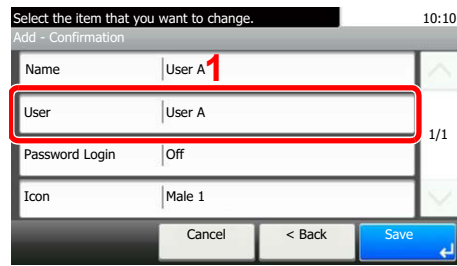 Select the item that you want to change.
10:10
Add - Confirmation
Name User A 1
User User A
1/1
Password Login Off
Icon Male 1
Cancel < Back Save